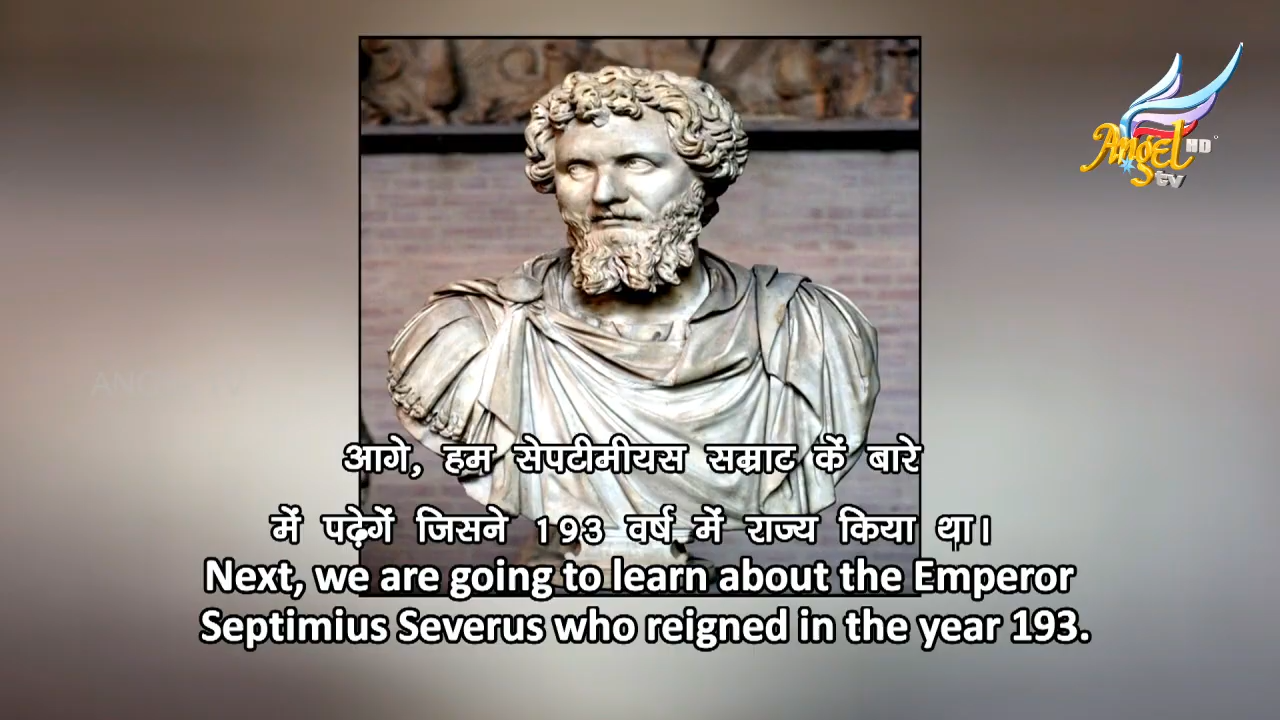 Angel HD
tv
आगे, हम सेपटीमीयस सम्राट कें बारे
में पढ़ेगें जिसने 193 वर्ष में राज्य किया था।
Next, we are going to learn about the Emperor
Septimius Severus who reigned in the year 193.